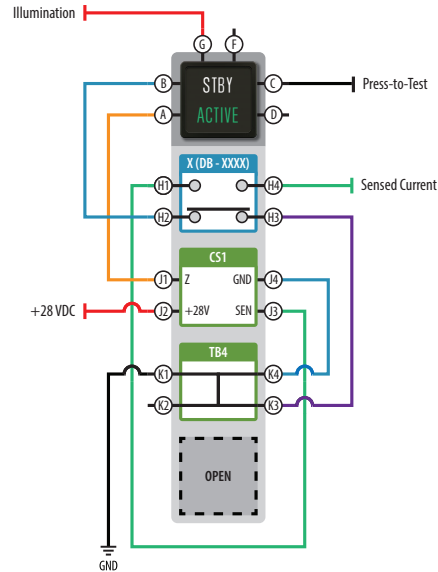 Illumination
G F
STBY
B C Press-to-Test
ACTIVE
A D
X (DB - XXXX)
H1 H4 Sensed Current
H2 H3
CS1
J1 Z GND J4
+28 VDC J2 +28V SEN J3
TB4
K1 K4
K2 K3
OPEN
GND